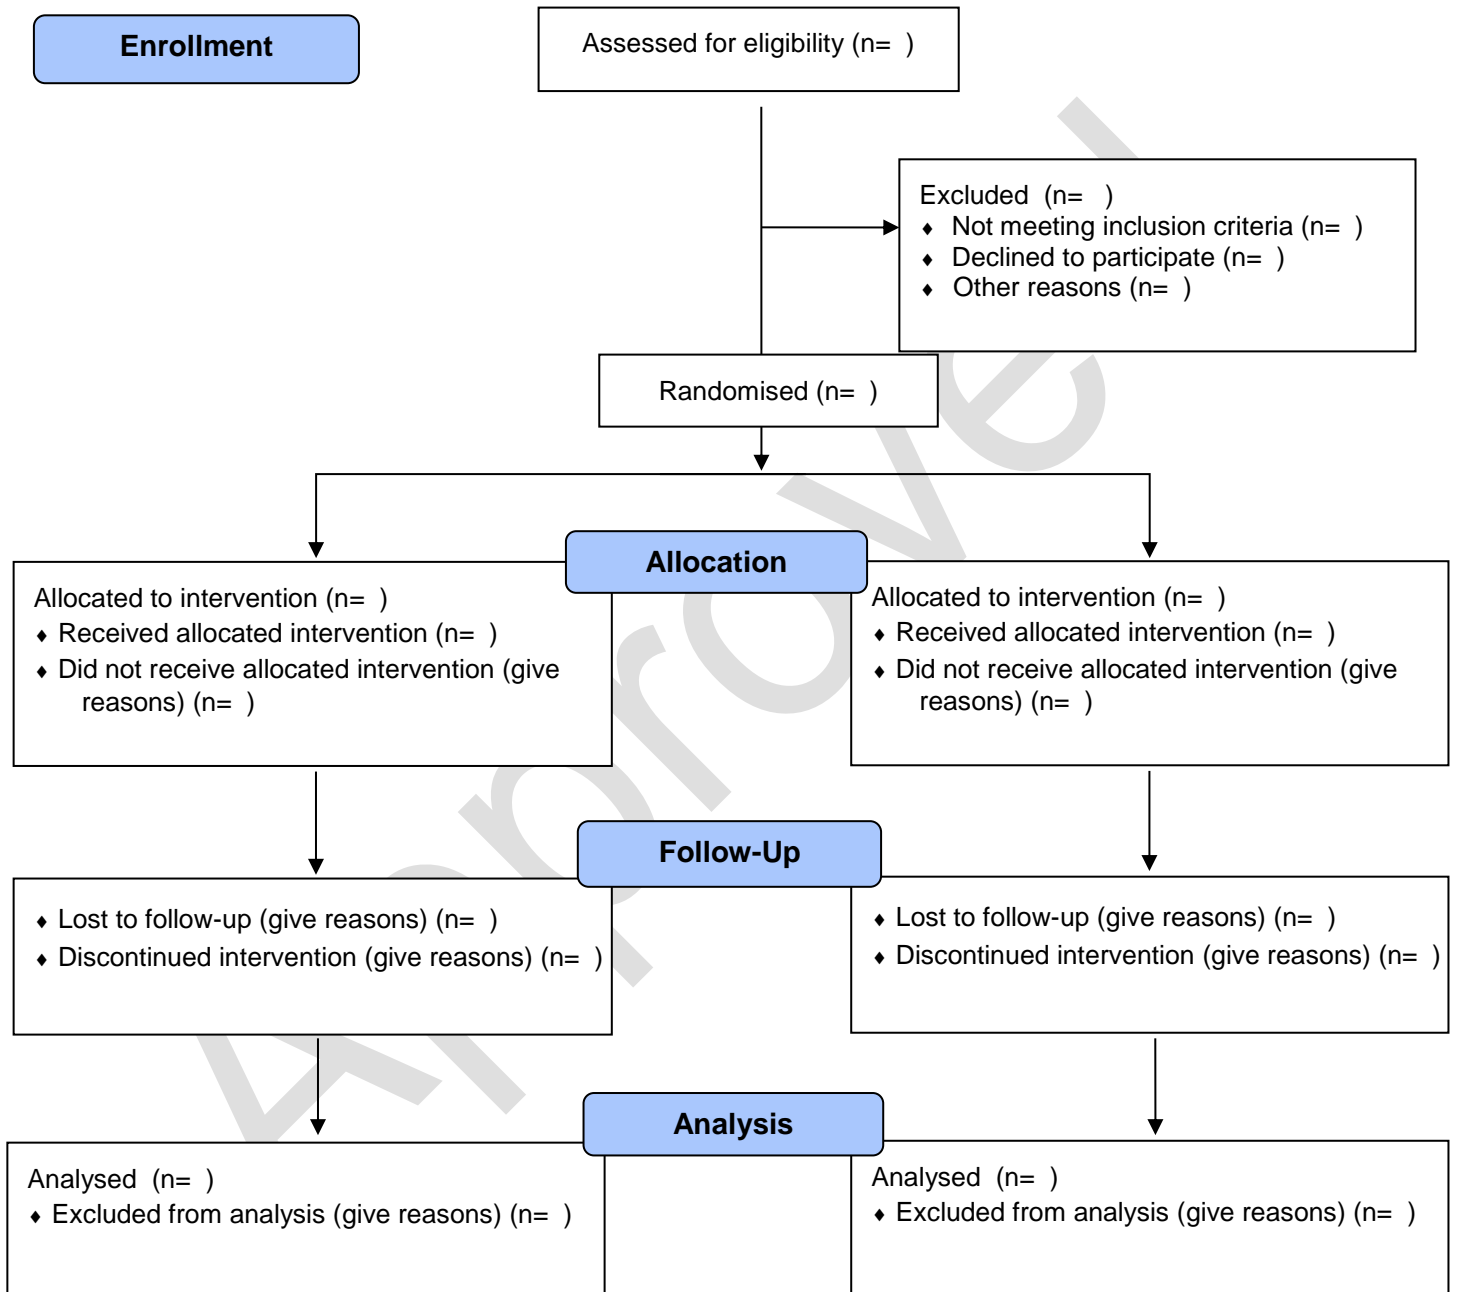 Enrollment
Assessed for eligibility (n=  )
Excluded  (n=   )
♦ Not meeting inclusion criteria (n=  )
♦ Declined to participate (n=  )
♦ Other reasons (n=  )
Randomised (n=  )
Allocation
Allocated to intervention (n=  )
♦ Received allocated intervention (n=  )
♦ Did not receive allocated intervention (give
reasons) (n=  )
Allocated to intervention (n=  )
♦ Received allocated intervention (n=  )
♦ Did not receive allocated intervention (give
reasons) (n=  )
Follow-Up
♦ Lost to follow-up (give reasons) (n=  )
♦ Discontinued intervention (give reasons) (n=  )
♦ Lost to follow-up (give reasons) (n=  )
♦ Discontinued intervention (give reasons) (n=  )
Analysis
Analysed  (n=  )
♦ Excluded from analysis (give reasons) (n=  )
Analysed  (n=  )
♦ Excluded from analysis (give reasons) (n=  )